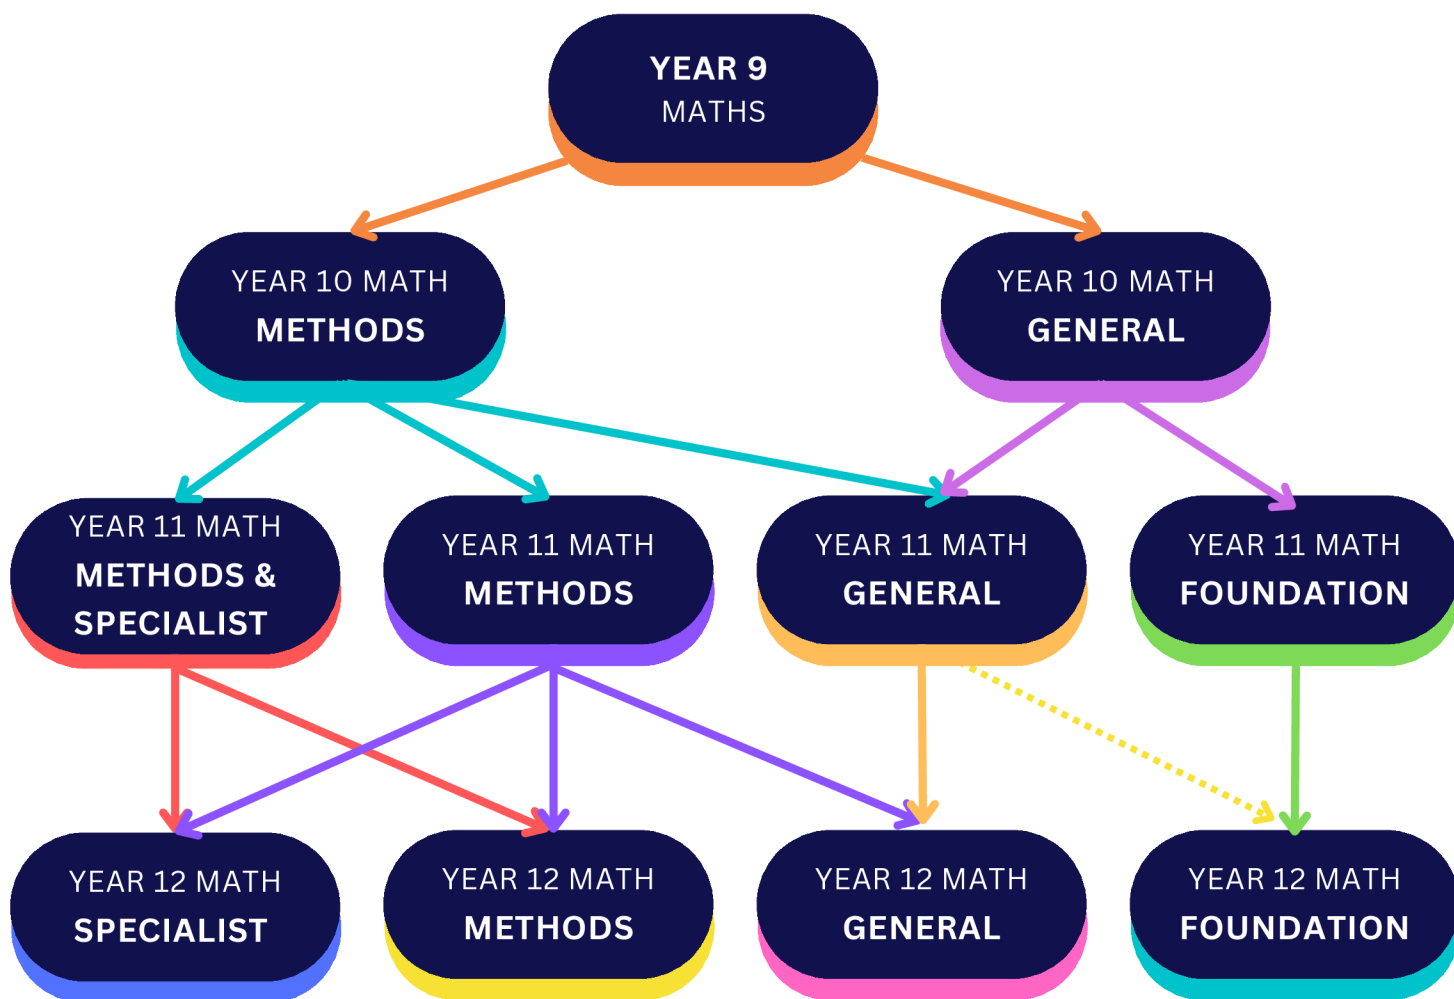 YEAR 9
MATHS
YEAR 10 MATH
METHODS
YEAR 10 MATH
GENERAL
YEAR 11 MATH
METHODS &
SPECIALIST
YEAR 11 MATH
METHODS
YEAR 11 MATH
GENERAL
YEAR 11 MATH
FOUNDATION
YEAR 12 MATH
SPECIALIST
YEAR 12 MATH
METHODS
YEAR 12 MATH
GENERAL
YEAR 12 MATH
FOUNDATION